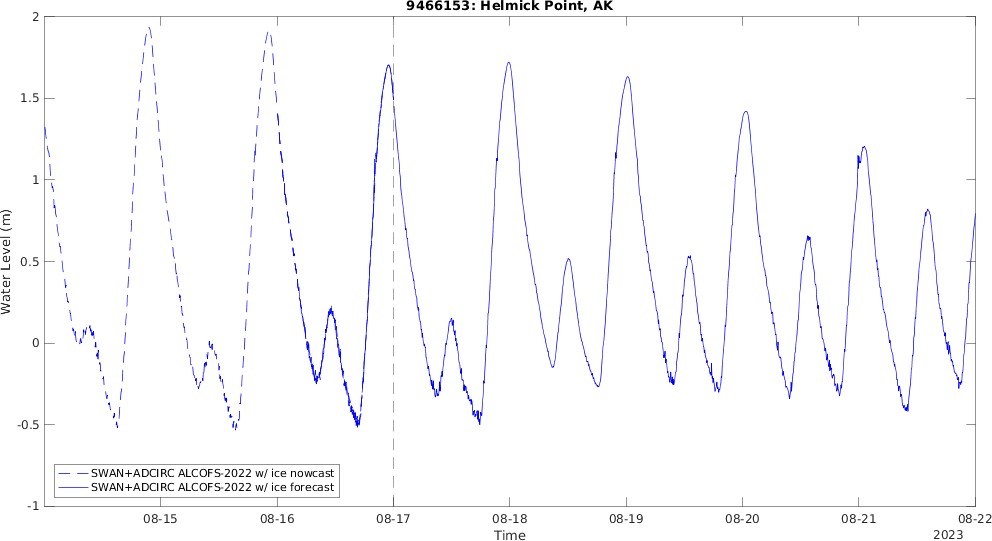 9466153: Helmick Point, AK
2
1.5
1
0.5
0
-0.5
-1
Water Level (m)
SWAN+ADCIRC ALCOFS-2022 w/ ice nowcast
SWAN+ADCIRC ALCOFS-2022 w/ ice forecast
08-15 08-16 08-17 08-18 08-19 08-20 08-21 08-22
Time
2023